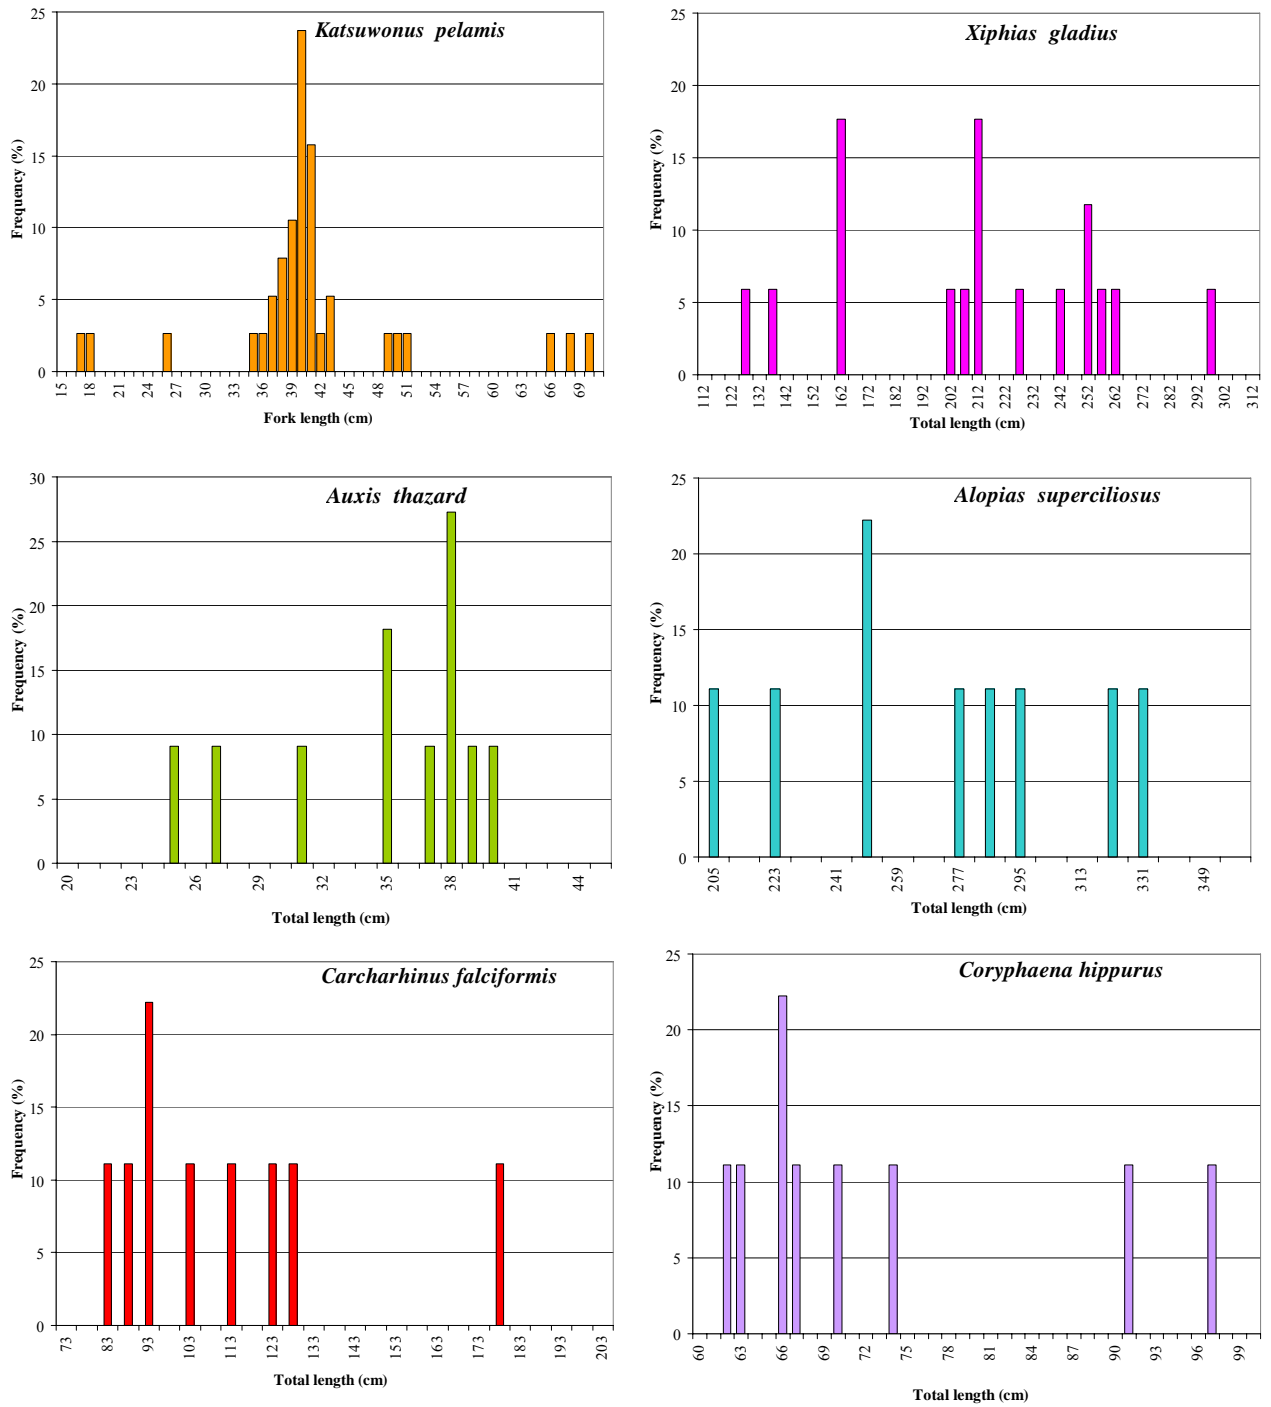 Katsuwonus pelamis
25
20
15
10
5
0
Frequency (%)
15 18 21 24 27 30 33 36 39 42 45 48 51 54 57 60 63 66 69
Fork length (cm)
Xiphias gladius
25
20
15
10
5
0
Frequency (%)
112 122 132 142 152 162 172 182 192 202 212 222 232 242 252 262 272 282 292 302 312
Total length (cm)
Auxis thazard
30
25
20
15
10
5
0
Frequency (%)
20 23 26 29 32 35 38 41 44
Total length (cm)
Alopias superciliosus
25
20
15
10
5
0
Frequency (%)
205 223 241 259 277 295 313 331 349
Total length (cm)
Carcharhinus falciformis
25
20
15
10
5
0
Frequency (%)
73 83 93 103 113 123 133 143 153 163 173 183 193 203
Total length (cm)
Coryphaena hippurus
25
20
15
10
5
0
Frequency (%)
60 63 66 69 72 75 78 81 84 87 90 93 96 99
Total length (cm)